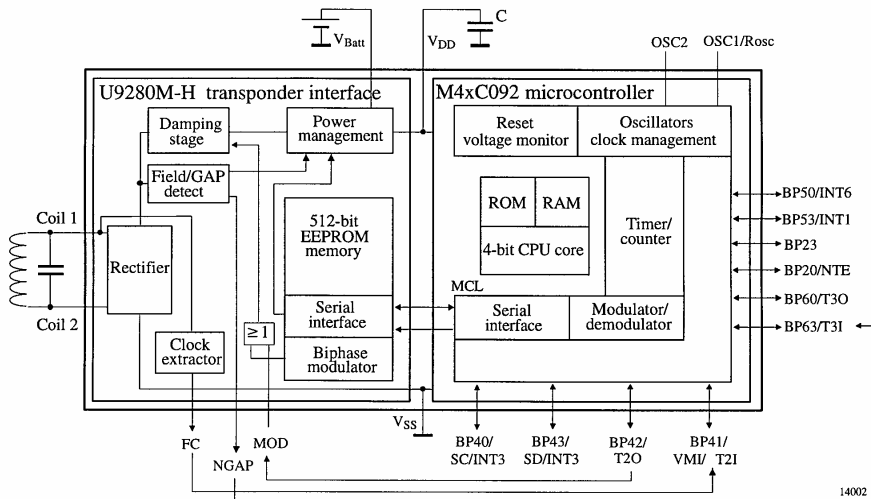 C
V_Batt
V_DD
OSC2
OSC1/Rosc
U9280M-H transponder interface
M4xC092 microcontroller
Damping
stage
Power
management
Reset
voltage monitor
Oscillators
clock management
Field/GAP
detect
ROM
RAM
4-bit CPU core
Timer/
counter
BP50/INT6
BP53/INT1
BP23
BP20/NTE
BP60/T3O
BP63/T3I
Coil 1
Rectifier
Coil 2
512-bit
EEPROM
memory
MCL
Serial
interface
Serial
interface
Modulator/
demodulator
≥1
Clock
extractor
Biphase
modulator
V_SS
FC
NGAP
MOD
BP40/
SC/INT3
BP43/
SD/INT3
BP42/
T2O
BP41/
VMI/ T2I
14002